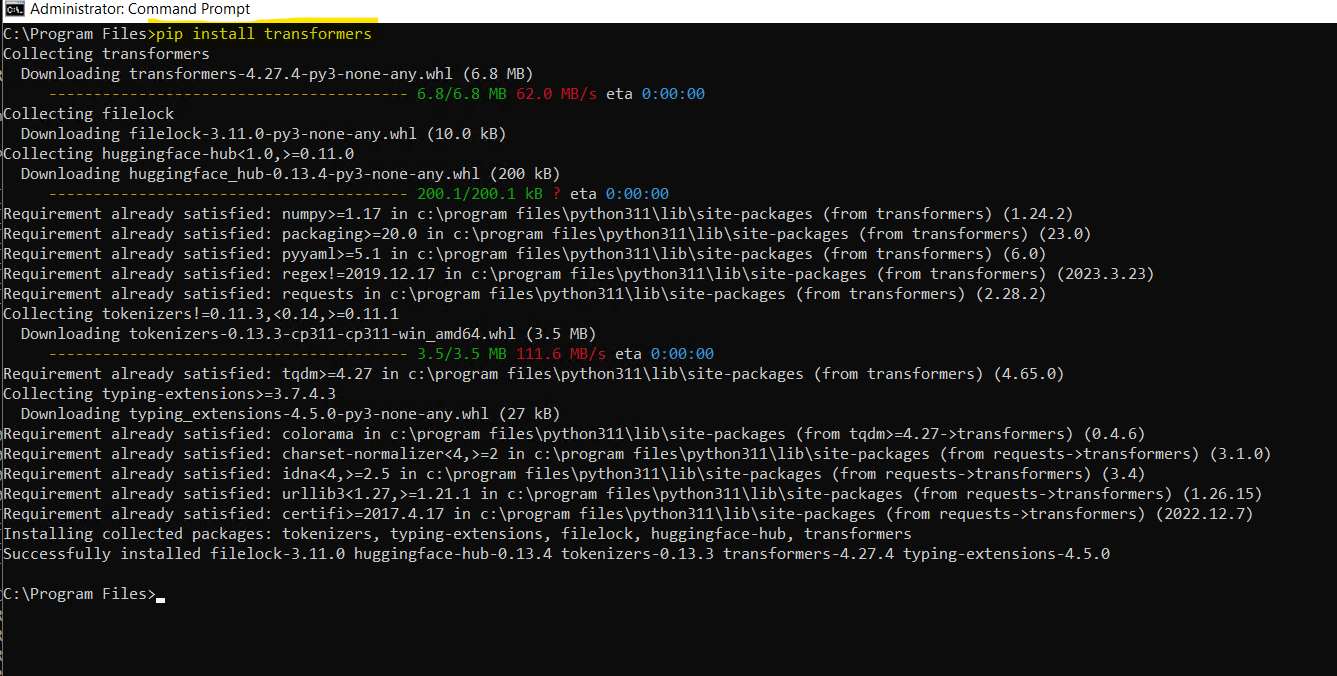 Administrator: Command Prompt
C:\Program Files>pip install transformers
Collecting transformers
  Downloading transformers-4.27.4-py3-none-any.whl (6.8 MB)
     ---------------------------------------- 6.8/6.8 MB 62.0 MB/s eta 0:00:00
Collecting filelock
  Downloading filelock-3.11.0-py3-none-any.whl (10.0 kB)
Collecting huggingface-hub<1.0,>=0.11.0
  Downloading huggingface_hub-0.13.4-py3-none-any.whl (200 kB)
     ---------------------------------------- 200.1/200.1 kB ? eta 0:00:00
Requirement already satisfied: numpy>=1.17 in c:\program files\python311\lib\site-packages (from transformers) (1.24.2)
Requirement already satisfied: packaging>=20.0 in c:\program files\python311\lib\site-packages (from transformers) (23.0)
Requirement already satisfied: pyyaml>=5.1 in c:\program files\python311\lib\site-packages (from transformers) (6.0)
Requirement already satisfied: regex!=2019.12.17 in c:\program files\python311\lib\site-packages (from transformers) (2023.3.23)
Requirement already satisfied: requests in c:\program files\python311\lib\site-packages (from transformers) (2.28.2)
Collecting tokenizers!=0.11.3,<0.14,>=0.11.1
  Downloading tokenizers-0.13.3-cp311-cp311-win_amd64.whl (3.5 MB)
     ---------------------------------------- 3.5/3.5 MB 111.6 MB/s eta 0:00:00
Requirement already satisfied: tqdm>=4.27 in c:\program files\python311\lib\site-packages (from transformers) (4.65.0)
Collecting typing-extensions>=3.7.4.3
  Downloading typing_extensions-4.5.0-py3-none-any.whl (27 kB)
Requirement already satisfied: colorama in c:\program files\python311\lib\site-packages (from tqdm>=4.27->transformers) (0.4.6)
Requirement already satisfied: charset-normalizer<4,>=2 in c:\program files\python311\lib\site-packages (from requests->transformers) (3.1.0)
Requirement already satisfied: idna<4,>=2.5 in c:\program files\python311\lib\site-packages (from requests->transformers) (3.4)
Requirement already satisfied: urllib3<1.27,>=1.21.1 in c:\program files\python311\lib\site-packages (from requests->transformers) (1.26.15)
Requirement already satisfied: certifi>=2017.4.17 in c:\program files\python311\lib\site-packages (from requests->transformers) (2022.12.7)
Installing collected packages: tokenizers, typing-extensions, filelock, huggingface-hub, transformers
Successfully installed filelock-3.11.0 huggingface-hub-0.13.4 tokenizers-0.13.3 transformers-4.27.4 typing-extensions-4.5.0
C:\Program Files>